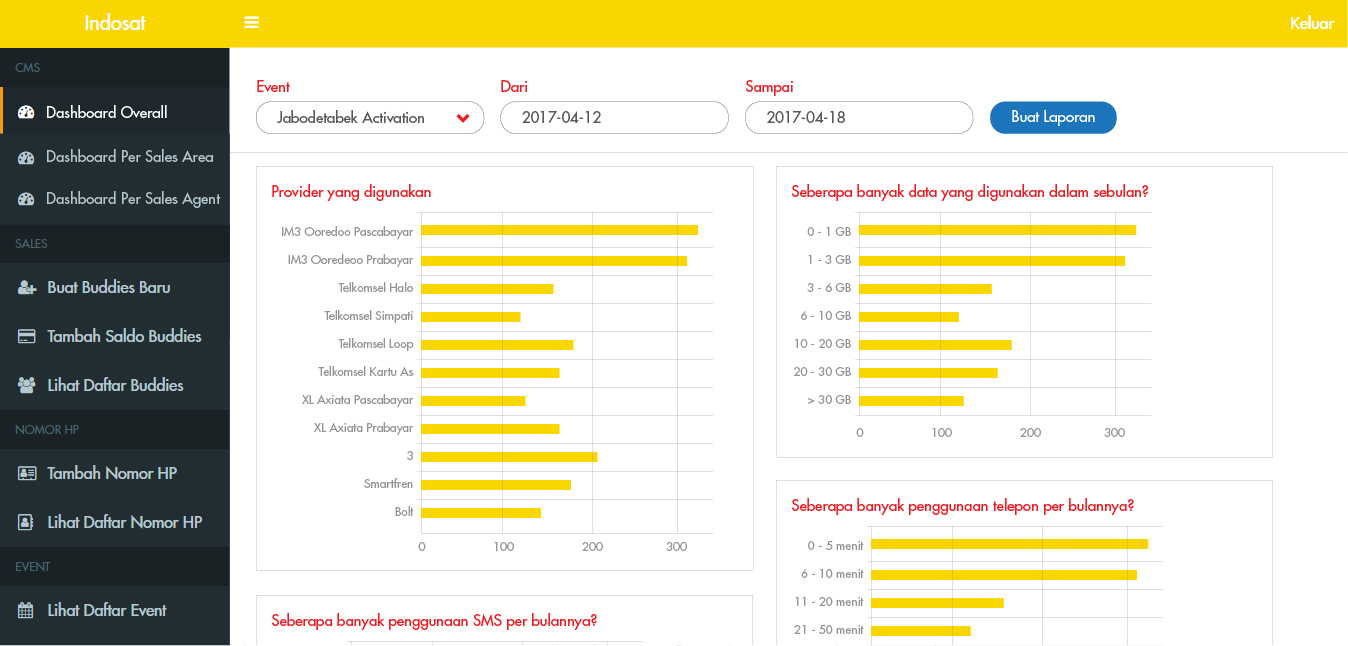 Indosat
Keluar
CMS
Dashboard Overall
Dashboard Per Sales Area
Dashboard Per Sales Agent
SALES
Buat Buddies Baru
Tambah Saldo Buddies
Lihat Daftar Buddies
NOMOR HP
Tambah Nomor HP
Lihat Daftar Nomor HP
EVENT
Lihat Daftar Event
Event
Dari
Sampai
Jabodetabek Activation
2017-04-12
2017-04-18
Buat Laporan
Provider yang digunakan
IM3 Ooredoo Pascabayar
IM3 Ooredeoo Prabayar
Telkomsel Halo
Telkomsel Simpati
Telkomsel Loop
Telkomsel Kartu As
XL Axiata Pascabayar
XL Axiata Prabayar
3
Smartfren
Bolt
0 100 200 300
Seberapa banyak data yang digunakan dalam sebulan?
0 - 1 GB
1 - 3 GB
3 - 6 GB
6 - 10 GB
10 - 20 GB
20 - 30 GB
> 30 GB
0 100 200 300
Seberapa banyak penggunaan SMS per bulannya?
Seberapa banyak penggunaan telepon per bulannya?
0 - 5 menit
6 - 10 menit
11 - 20 menit
21 - 50 menit